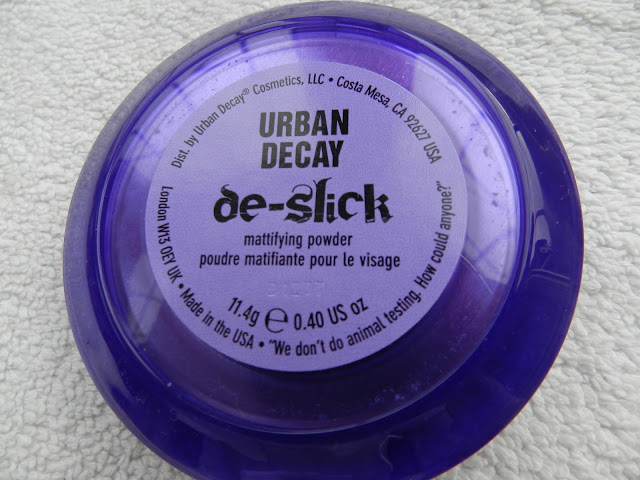 Dist. by Urban Decay® Cosmetics, LLC • Costa Mesa, CA 92627 USA
URBAN
DECAY
de-slick
mattifying powder
poudre matifiante pour le visage
11.4g e 0.40 US oz
London W13 0EY UK • Made in the USA • "We don't do animal testing. How could anyone?"